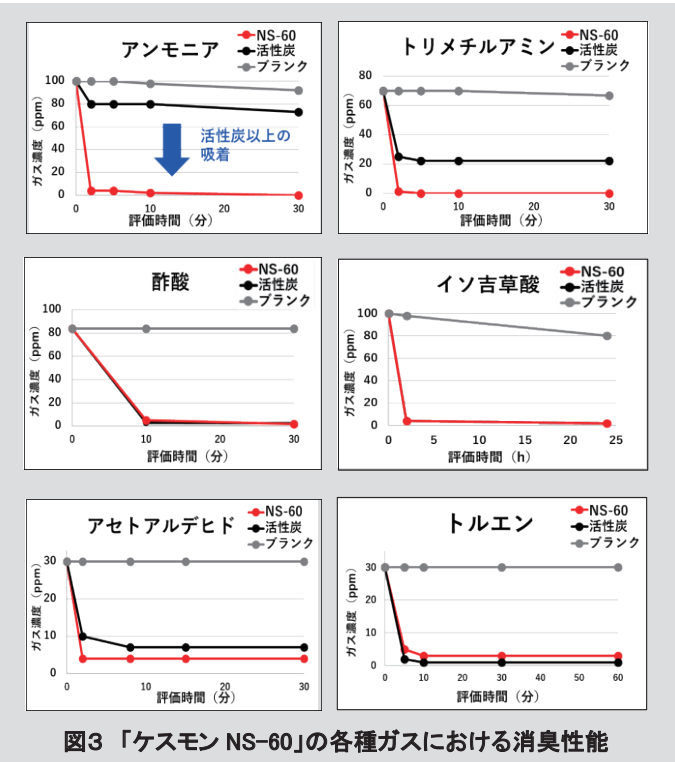 アンモニア
NS-60
活性炭
ブランク
ガス濃度 (ppm)
100
80
60
40
20
0
活性炭以上の
吸着
0 10 20 30
評価時間（分）
トリメチルアミン
NS-60
活性炭
ブランク
ガス濃度 (ppm)
80
60
40
20
0
0 10 20 30
評価時間（分）
酢酸
NS-60
活性炭
ブランク
ガス濃度 (ppm)
100
80
60
40
20
0
0 10 20 30
評価時間（分）
イソ吉草酸
NS-60
活性炭
ブランク
ガス濃度 (ppm)
100
80
60
40
20
0
0 5 10 15 20 25
評価時間（h）
アセトアルデヒド
NS-60
活性炭
ブランク
ガス濃度 (ppm)
30
20
10
0
0 10 20 30
評価時間（分）
トルエン
NS-60
活性炭
ブランク
ガス濃度 (ppm)
30
20
10
0
0 10 20 30 40 50 60
評価時間（分）
図３ 「ケスモン NS-60」の各種ガスにおける消臭性能